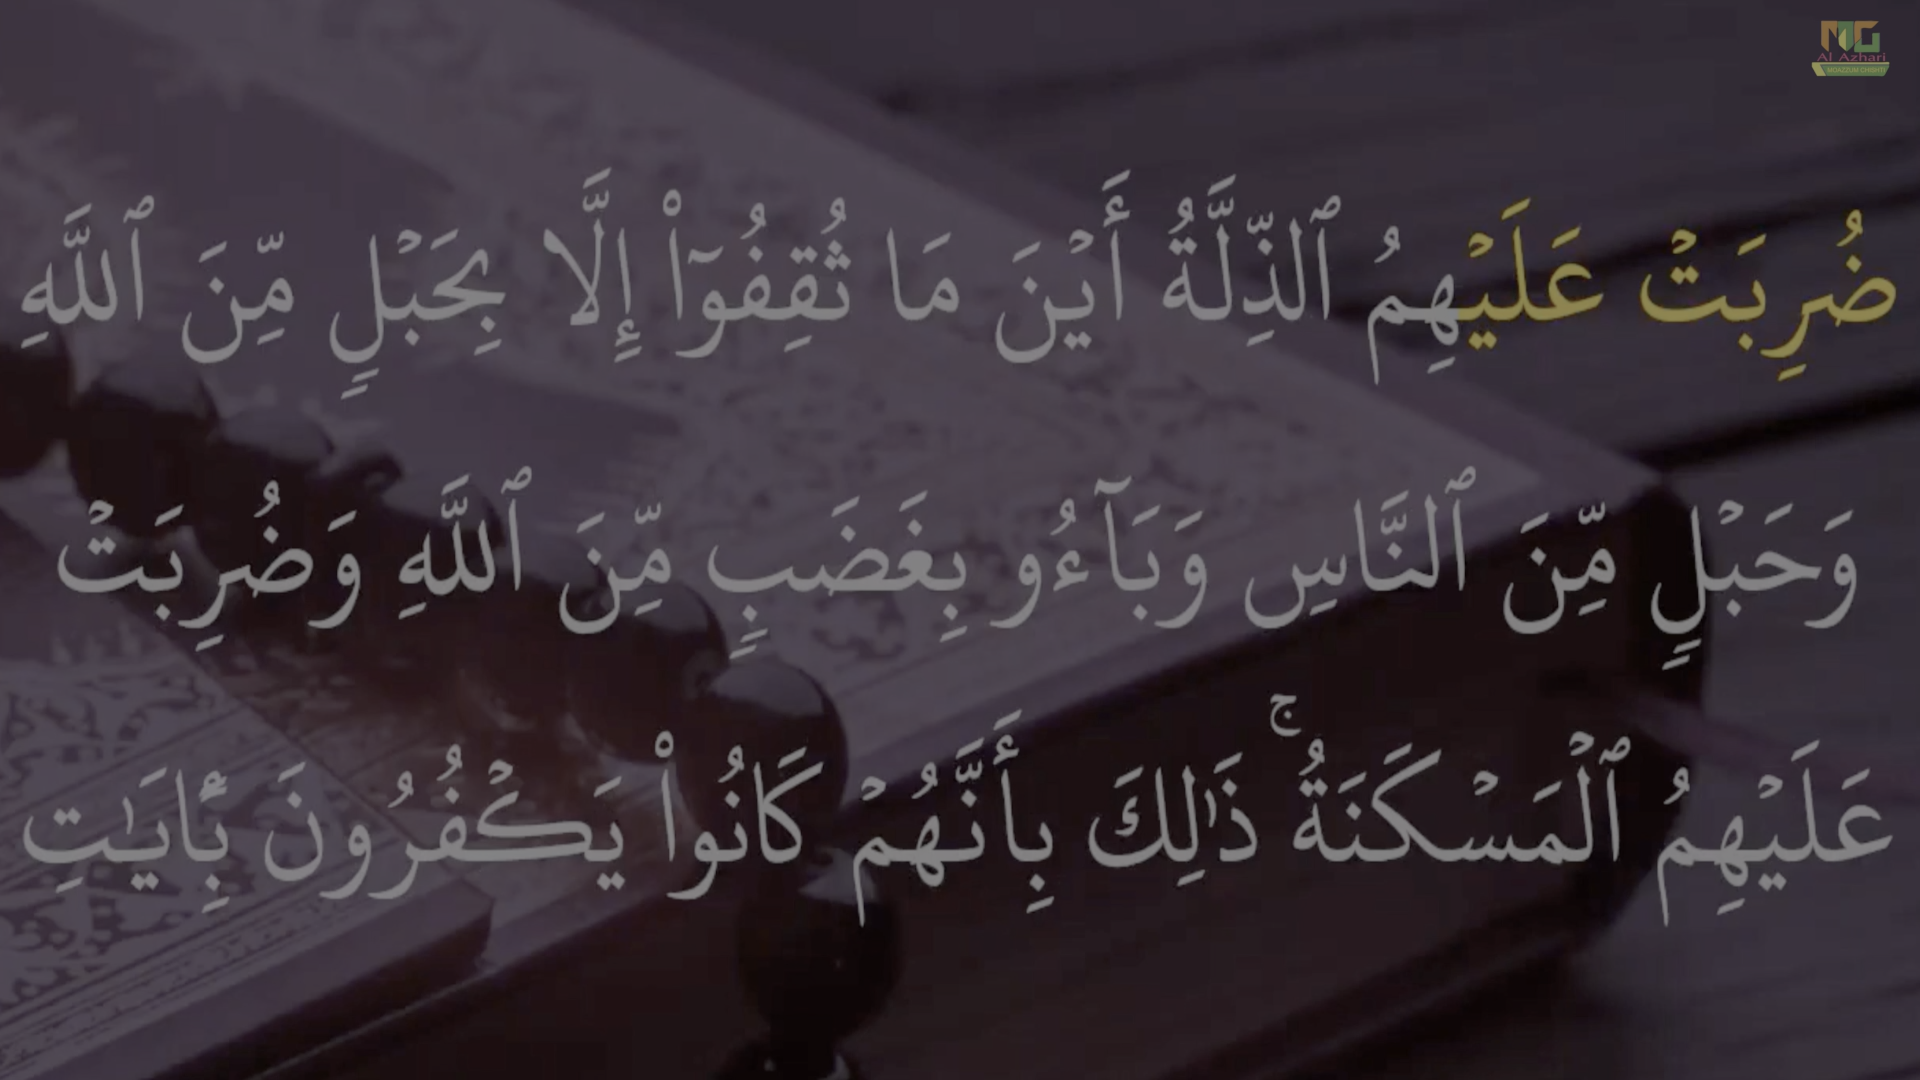 MG
Al Azhari
ضُرِبَتْ عَلَيْهِمُ ٱلذِّلَّةُ أَيْنَ مَا ثُقِفُوٓا۟ إِلَّا بِحَبْلٍ مِّنَ ٱللَّهِ
وَحَبْلٍ مِّنَ ٱلنَّاسِ وَبَآءُو بِغَضَبٍ مِّنَ ٱللَّهِ وَضُرِبَتْ
عَلَيْهِمُ ٱلْمَسْكَنَةُ ۚ ذَٰلِكَ بِأَنَّهُمْ كَانُوا۟ يَكْفُرُونَ بِـَٔايَـٰتِ